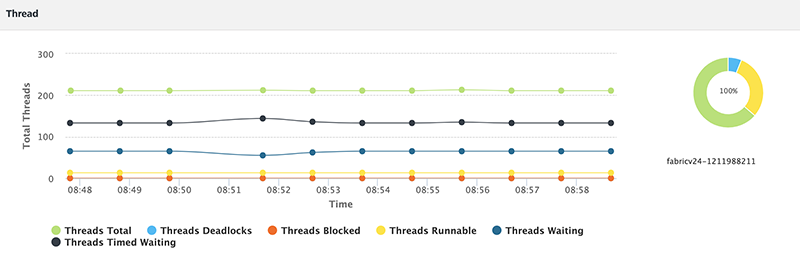 Thread
300
200
100
0
Total Threads
08:48 08:49 08:50 08:51 08:52 08:53 08:54 08:55 08:56 08:57 08:58
Time
Threads Total Threads Deadlocks Threads Blocked Threads Runnable Threads Waiting
Threads Timed Waiting
100%
fabricv24-1211988211